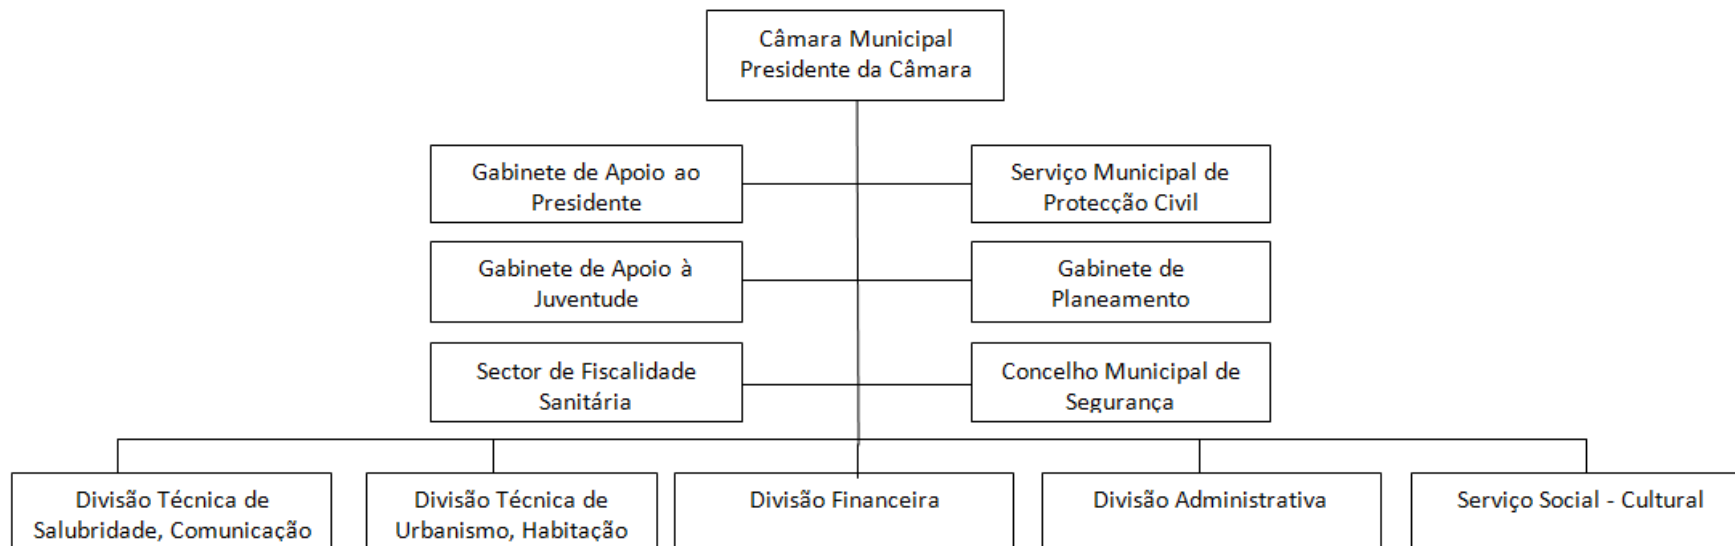 Câmara Municipal
Presidente da Câmara
Gabinete de Apoio ao
Presidente
Serviço Municipal de
Protecção Civil
Gabinete de Apoio à
Juventude
Gabinete de
Planeamento
Sector de Fiscalidade
Sanitária
Concelho Municipal de
Segurança
Divisão Técnica de
Salubridade, Comunicação
Divisão Técnica de
Urbanismo, Habitação
Divisão Financeira
Divisão Administrativa
Serviço Social - Cultural